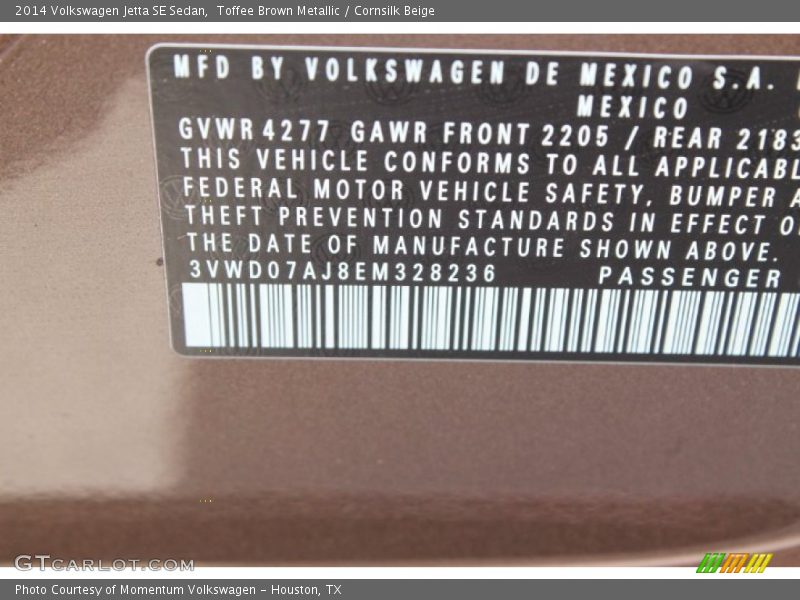 2014 Volkswagen Jetta SE Sedan, Toffee Brown Metallic / Cornsilk Beige
MFD BY VOLKSWAGEN DE MEXICO S.A.
MEXICO
GVWR 4277 GAWR FRONT 2205 / REAR 2183
THIS VEHICLE CONFORMS TO ALL APPLICABL
FEDERAL MOTOR VEHICLE SAFETY, BUMPER A
THEFT PREVENTION STANDARDS IN EFFECT O
THE DATE OF MANUFACTURE SHOWN ABOVE.
3VWD07AJ8EM328236 PASSENGER
GTCARLOT.COM
Photo Courtesy of Momentum Volkswagen - Houston, TX